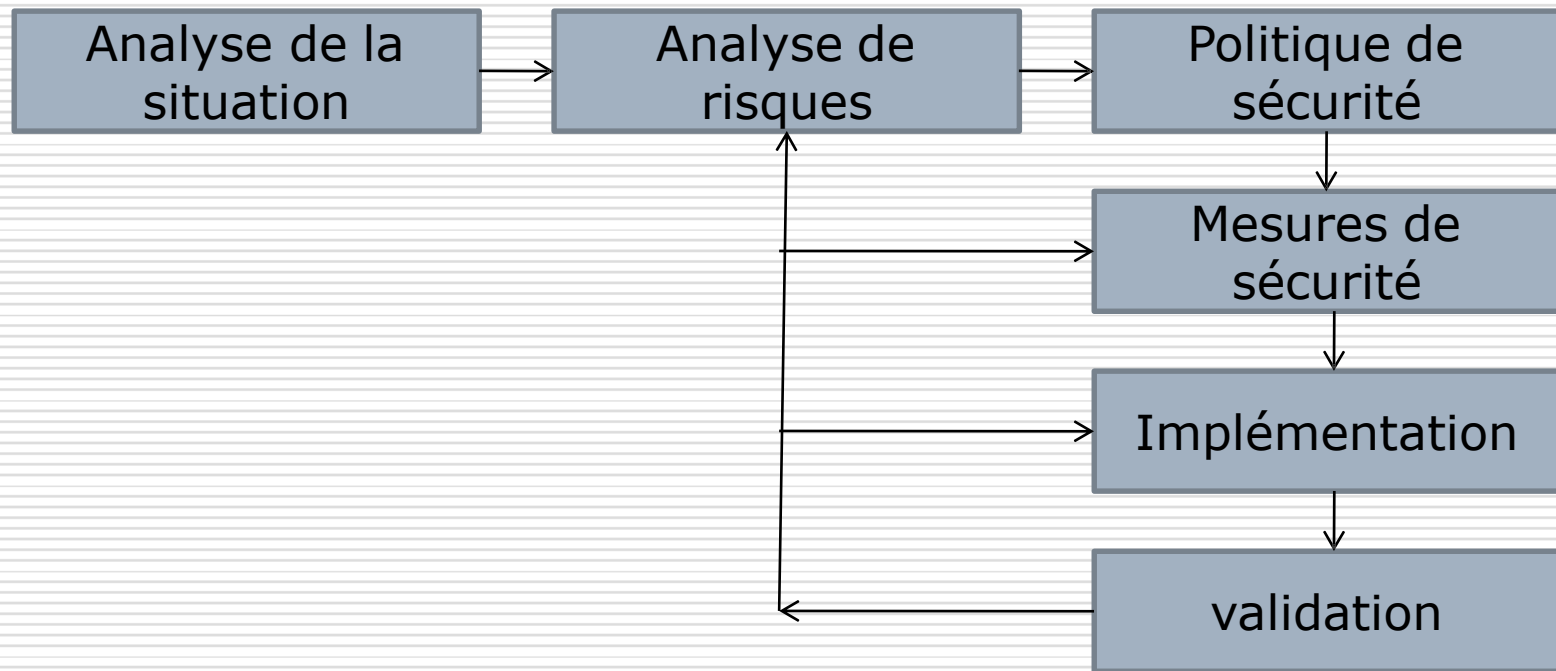 Analyse de la
situation
Analyse de
risques
Politique de
sécurité
Mesures de
sécurité
Implémentation
validation